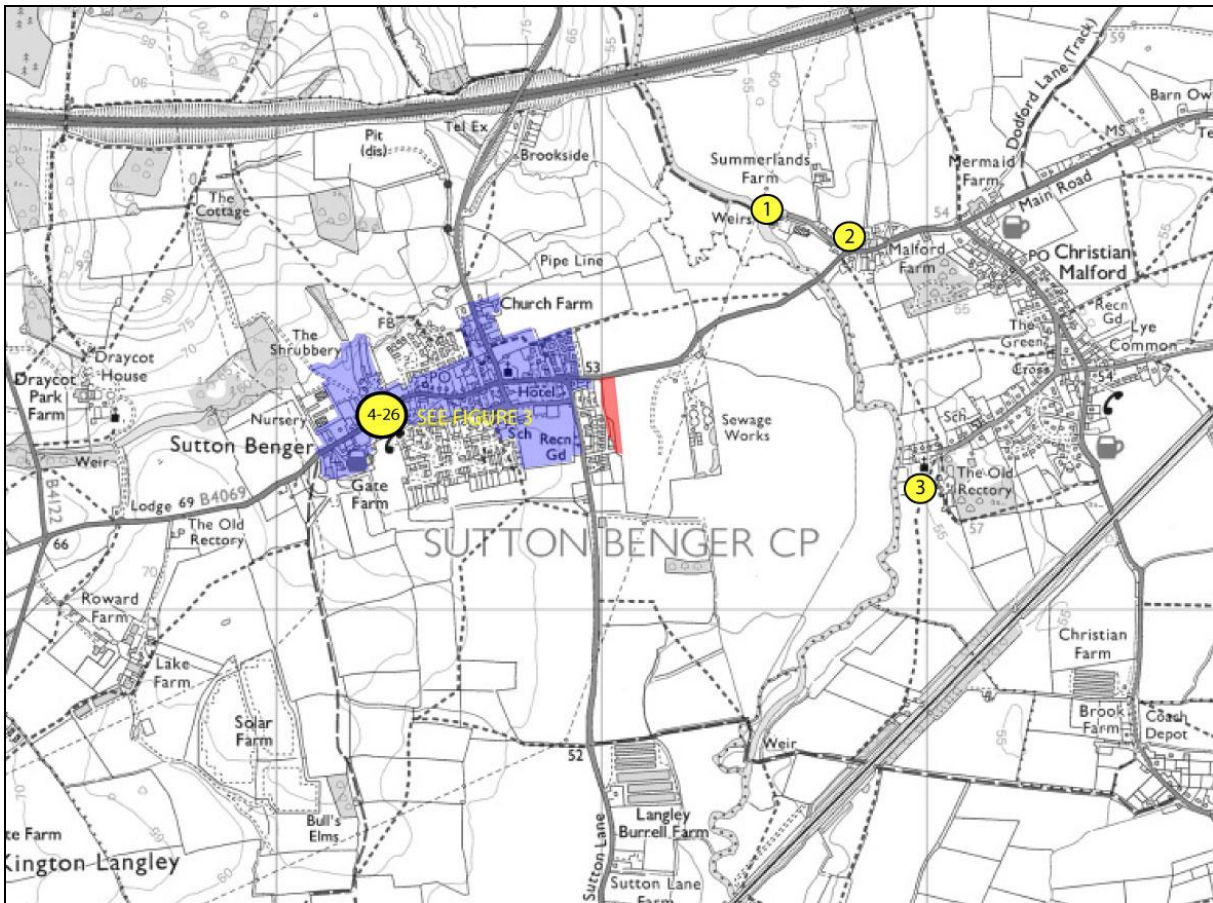 Dodford Lane (Track)
59
Barn Ow
MS
Tel Ex
Pit
(dis)
Brookside
Summerlands
Farm
Mermaid
Farm
Main Road
The
Cottage
1
Weirs
2
54
Malford
Farm
PO Christian
Malford
Pipe Line
Church Farm
FB
The
Shrubbery
Recn
Gd
Lye
Common
The
Green
Cross
54
Draycot
House
Draycot
Park
Farm
53
Hotel
4-26
SEE FIGURE 3
Nursery
Sutton Benger
Sch
Recn
Gd
Sewage
Works
Sch
Weir
Gate
Farm
3
The Old
Rectory
57
B4122
Lodge 69
B4069
66
The Old
Rectory
SUTTON BENGER CP
Roward
Farm
Lake
Farm
Christian
Farm
Solar
Farm
Brook
Farm
Coach
Depot
Weir
52
Bull's
Elms
Langley
Burrell Farm
te Farm
Kington Langley
Sutton Lane
Sutton Lane
Farm